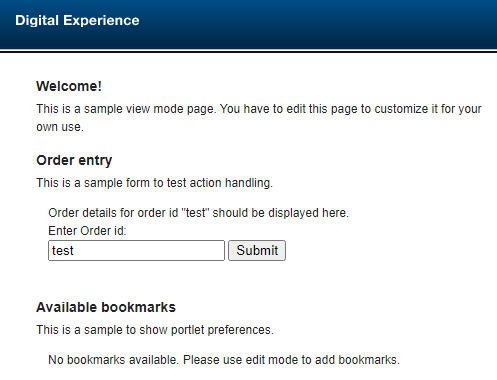 Digital Experience
Welcome!
This is a sample view mode page. You have to edit this page to customize it for your
own use.
Order entry
This is a sample form to test action handling.
Order details for order id "test" should be displayed here.
Enter Order id:
test Submit
Available bookmarks
This is a sample to show portlet preferences.
No bookmarks available. Please use edit mode to add bookmarks.